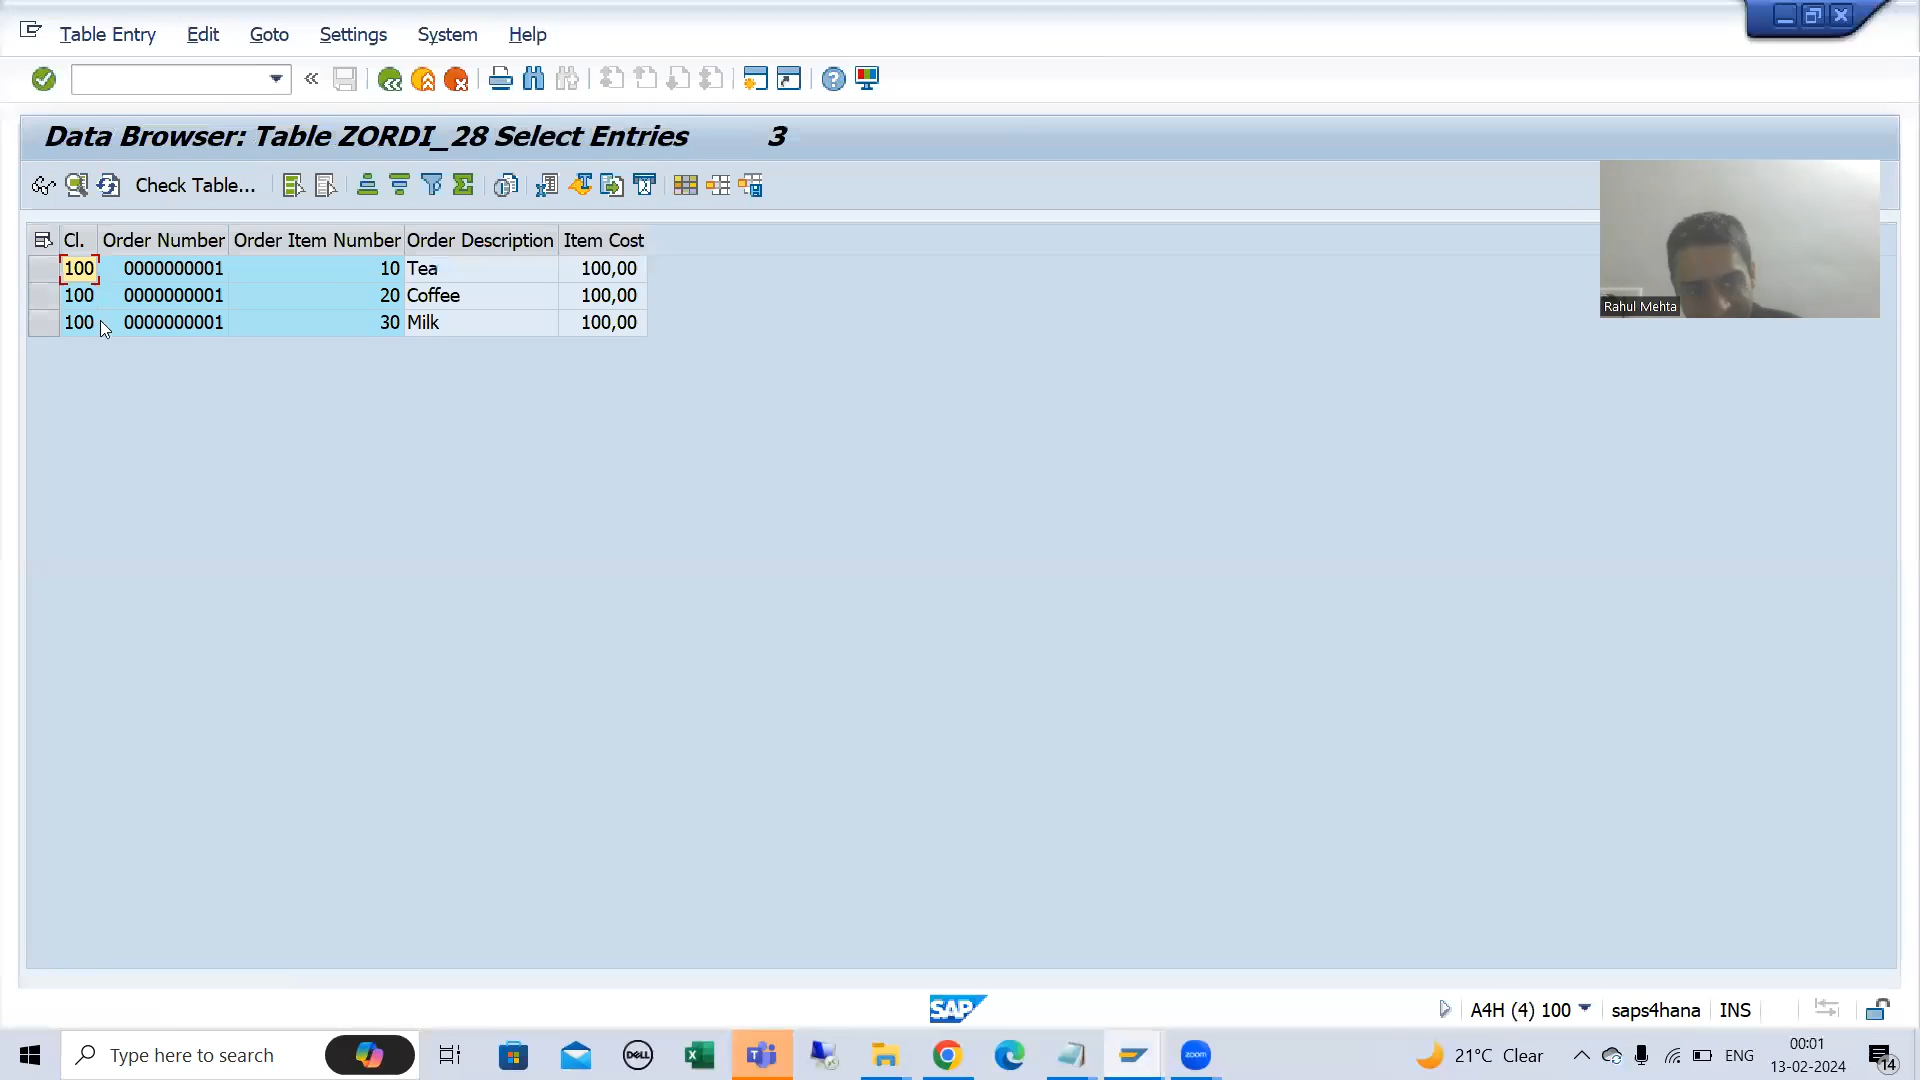 Table Entry Edit Goto Settings System Help
Data Browser: Table ZORDI_28 Select Entries 3
Check Table...
Cl. Order Number Order Item Number Order Description Item Cost
100 0000000001 10 Tea 100,00
100 0000000001 20 Coffee 100,00
100 0000000001 30 Milk 100,00
Rahul Mehta
SAP
A4H (4) 100 saps4hana INS
Type here to search
DELL
zoom
21°C Clear
ENG
00:01
13-02-2024
14